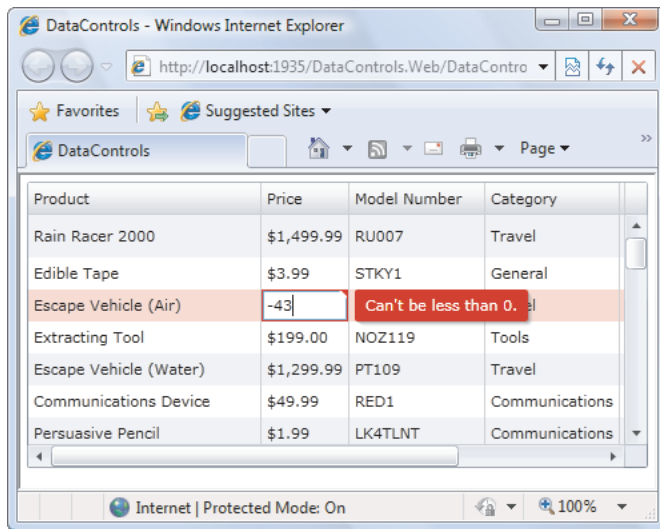 DataControls - Windows Internet Explorer
http://localhost:1935/DataControls.Web/DataContro
Favorites Suggested Sites
DataControls Page »
Product Price Model Number Category
Rain Racer 2000 $1,499.99 RU007 Travel
Edible Tape $3.99 STKY1 General
Escape Vehicle (Air) -43 Can't be less than 0. el
Extracting Tool $199.00 NOZ119 Tools
Escape Vehicle (Water) $1,299.99 PT109 Travel
Communications Device $49.99 RED1 Communications
Persuasive Pencil $1.99 LK4TLNT Communications
Internet | Protected Mode: On 100%